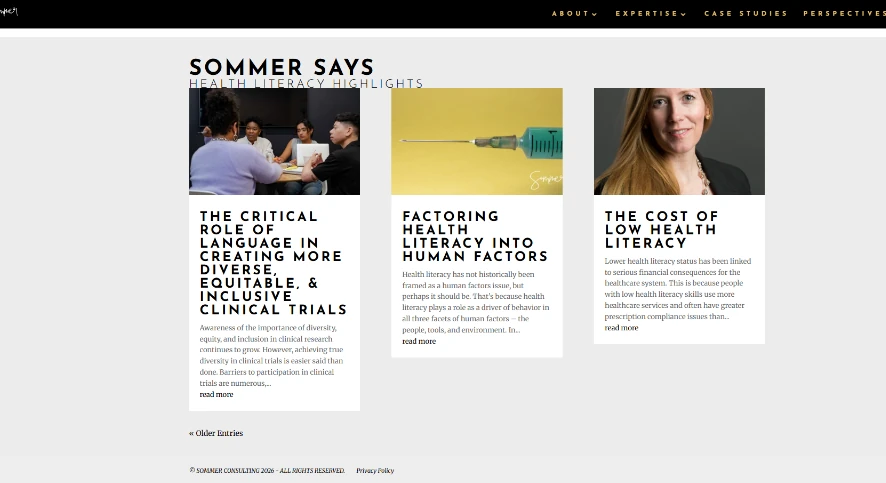 ABOUT EXPERTISE CASE STUDIES PERSPECTIVES
SOMMER SAYS
HEALTH LITERACY HIGHLIGHTS
Sommer
THE CRITICAL
ROLE OF
LANGUAGE IN
CREATING MORE
DIVERSE,
EQUITABLE, &
INCLUSIVE
CLINICAL TRIALS
Awareness of the importance of diversity,
equity, and inclusion in clinical research
continues to grow. However, achieving true
diversity in clinical trials is easier said than
done. Barriers to participation in clinical
trials are numerous,...
read more
FACTORING
HEALTH
LITERACY INTO
HUMAN FACTORS
Health literacy has not historically been
framed as a human factors issue, but
perhaps it should be. That's because health
literacy plays a role as a driver of behavior in
all three facets of human factors – the
people, tools, and environment. In...
read more
THE COST OF
LOW HEALTH
LITERACY
Lower health literacy status has been linked
to serious financial consequences for the
healthcare system. This is because people
with low health literacy skills use more
healthcare services and often have greater
prescription compliance issues than...
read more
« Older Entries
© SOMMER CONSULTING 2026 - ALL RIGHTS RESERVED. Privacy Policy